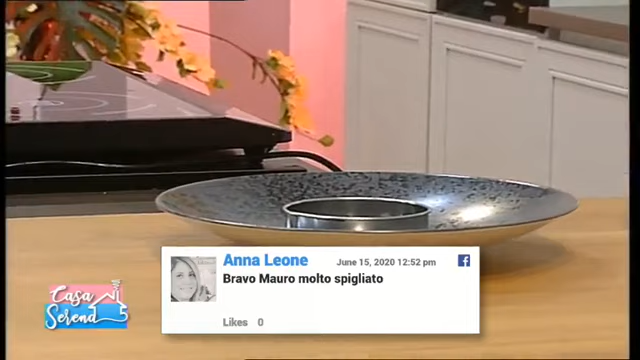 Anna Leone
June 15, 2020 12:52 pm
Bravo Mauro molto spigliato
Likes 0
Casa
Serena